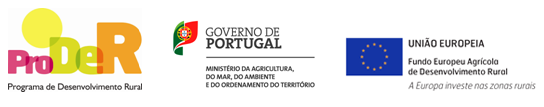 ProDeR
Programa de Desenvolvimento Rural
GOVERNO DE
PORTUGAL
MINISTÉRIO DA AGRICULTURA,
DO MAR, DO AMBIENTE
E DO ORDENAMENTO DO TERRITÓRIO
UNIÃO EUROPEIA
Fundo Europeu Agrícola
de Desenvolvimento Rural
A Europa investe nas zonas rurais